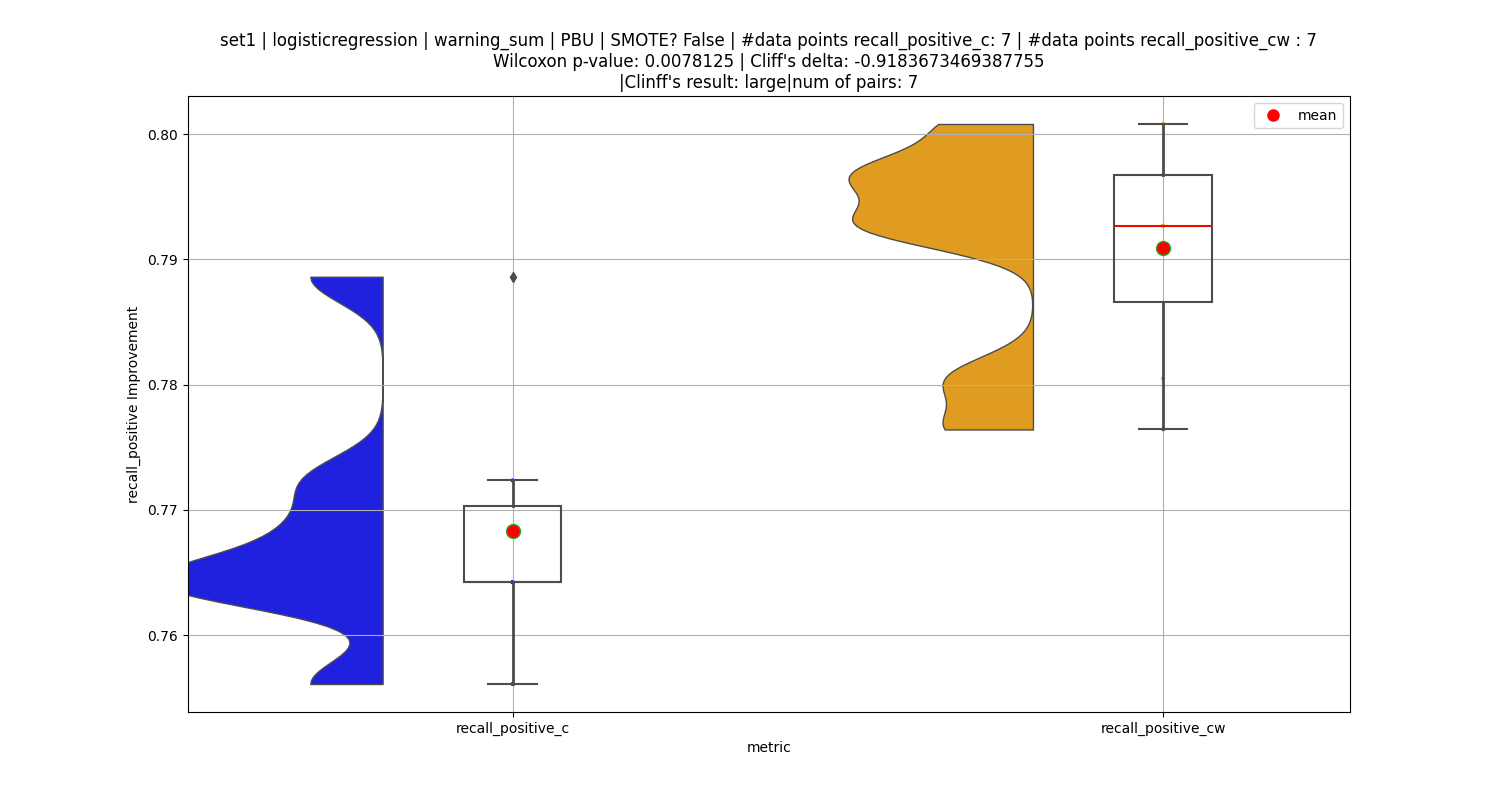 set1 | logisticregression | warning_sum | PBU | SMOTE? False | #data points recall_positive_c: 7 | #data points recall_positive_cw : 7
Wilcoxon p-value: 0.0078125 | Cliff's delta: -0.9183673469387755
|Clinff's result: large|num of pairs: 7
mean
0.80
0.79
0.78
0.77
0.76
recall_positive Improvement
recall_positive_c
recall_positive_cw
metric